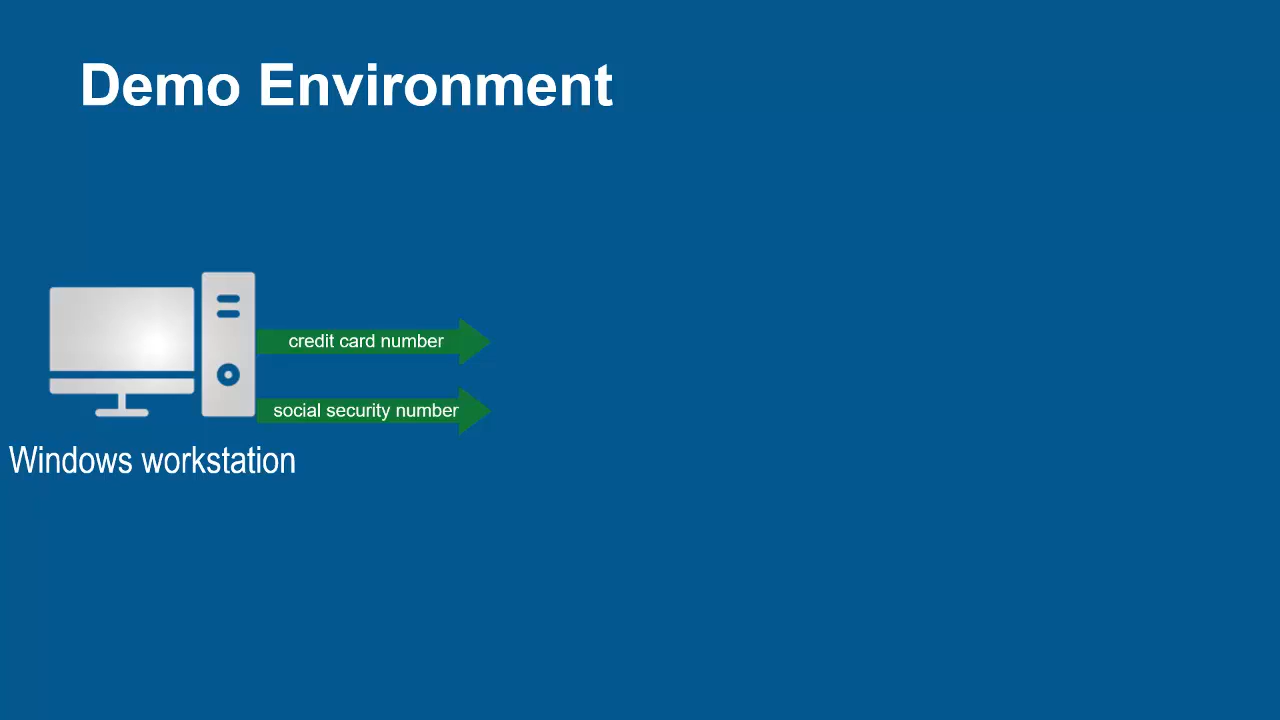 Demo Environment
credit card number
social security number
Windows workstation